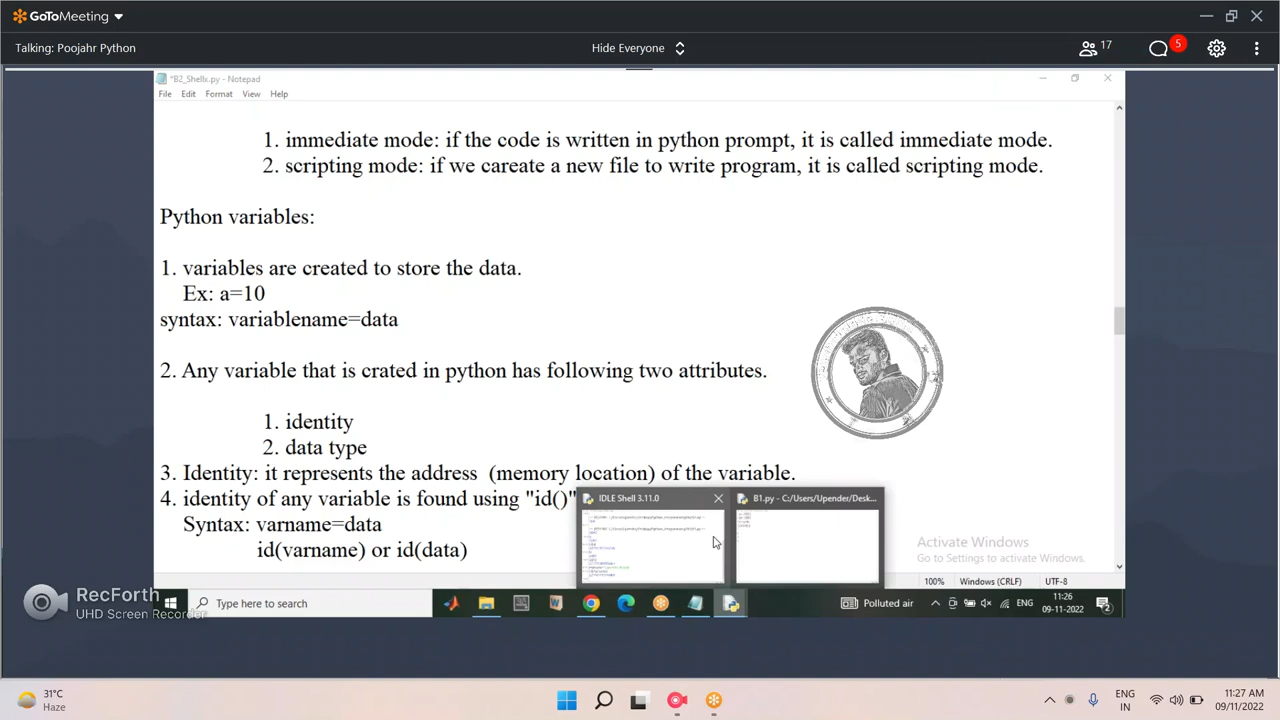 GoToMeeting
Talking: Poojahr Python
Hide Everyone
17
5
*B2_Shellx.py - Notepad
File Edit Format View Help
1. immediate mode: if the code is written in python prompt, it is called immediate mode.
2. scripting mode: if we careate a new file to write program, it is called scripting mode.
Python variables:
1. variables are created to store the data.
Ex: a=10
syntax: variablename=data
2. Any variable that is crated in python has following two attributes.
1. identity
2. data type
3. Identity: it represents the address (memory location) of the variable.
4. identity of any variable is found using "id()"
Syntax: varname=data
id(varname) or id(data)
IDLE Shell 3.11.0
B1.py - C:/Users/Upender/Desk...
Activate Windows
Go to Settings to activate Windows.
100% Windows (CRLF) UTF-8
RecForth
UHD Screen Recorder
Type here to search
Polluted air
ENG
11:26
09-11-2022
2
31°C
Haze
ENG
IN
11:27 AM
09/11/2022